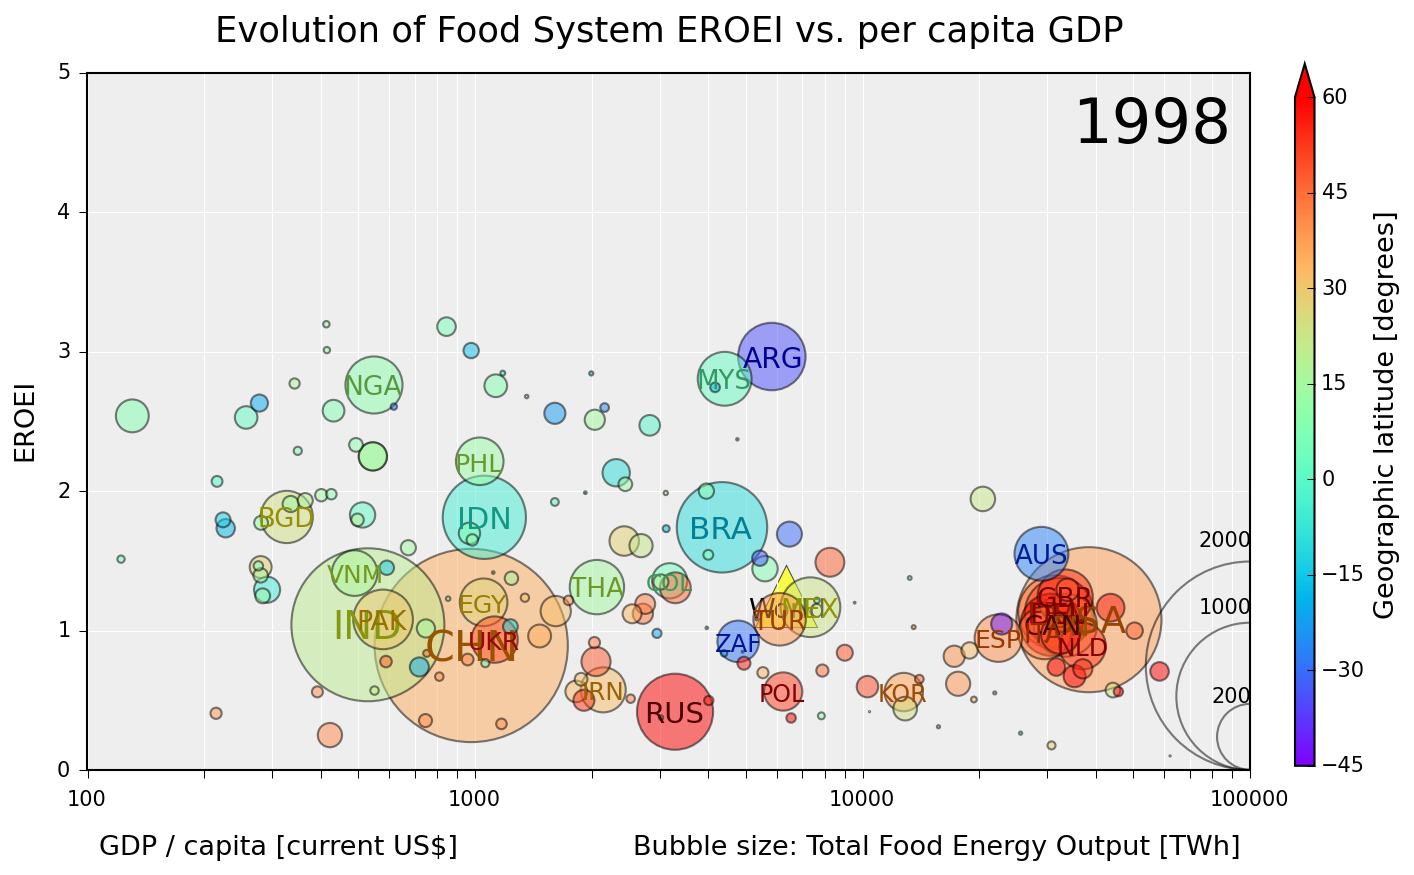 Evolution of Food System EROEI vs. per capita GDP
1998
5
4
3
2
1
0
EROEI
100
1000
10000
100000
GDP / capita [current US$]
Bubble size: Total Food Energy Output [TWh]
60
45
30
15
0
−15
−30
−45
Geographic latitude [degrees]
ARG
MYS
NGA
PHL
IDN
BGD
BRA
AUS
2000
VNM
THA
COL
EGY
1000
IND
PAK
TUR
CHN
UKR
ZAF
ESP
NLD
IRN
POL
KOR
200
RUS